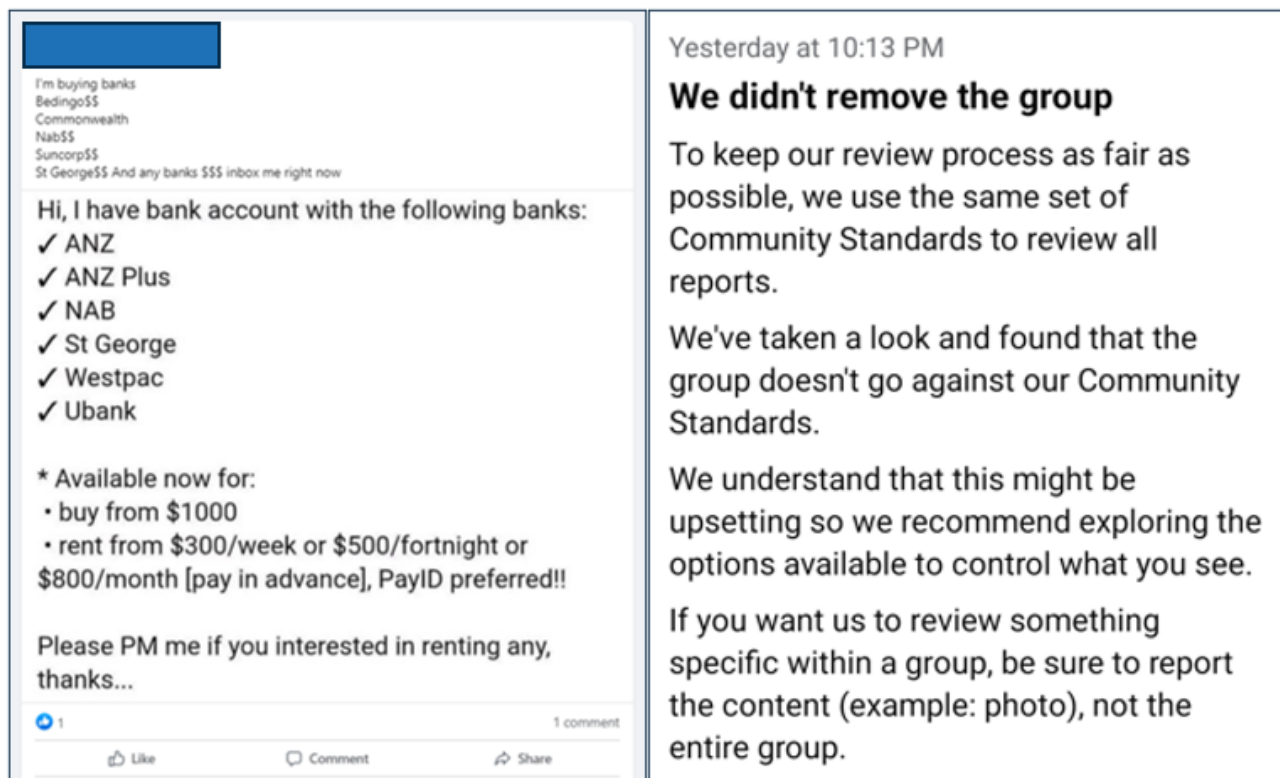 I'm buying banks
Bedingo$$
Commonwealth
Nab$$
Suncorp$$
St George$$ And any banks $$$ inbox me right now
Hi, I have bank account with the following banks:
✓ ANZ
✓ ANZ Plus
✓ NAB
✓ St George
✓ Westpac
✓ Ubank
* Available now for:
• buy from $1000
• rent from $300/week or $500/fortnight or
$800/month [pay in advance], PayID preferred!!
Please PM me if you interested in renting any,
thanks...
1
1 comment
Like
Comment
Share
Yesterday at 10:13 PM
We didn't remove the group
To keep our review process as fair as
possible, we use the same set of
Community Standards to review all
reports.
We've taken a look and found that the
group doesn't go against our Community
Standards.
We understand that this might be
upsetting so we recommend exploring the
options available to control what you see.
If you want us to review something
specific within a group, be sure to report
the content (example: photo), not the
entire group.